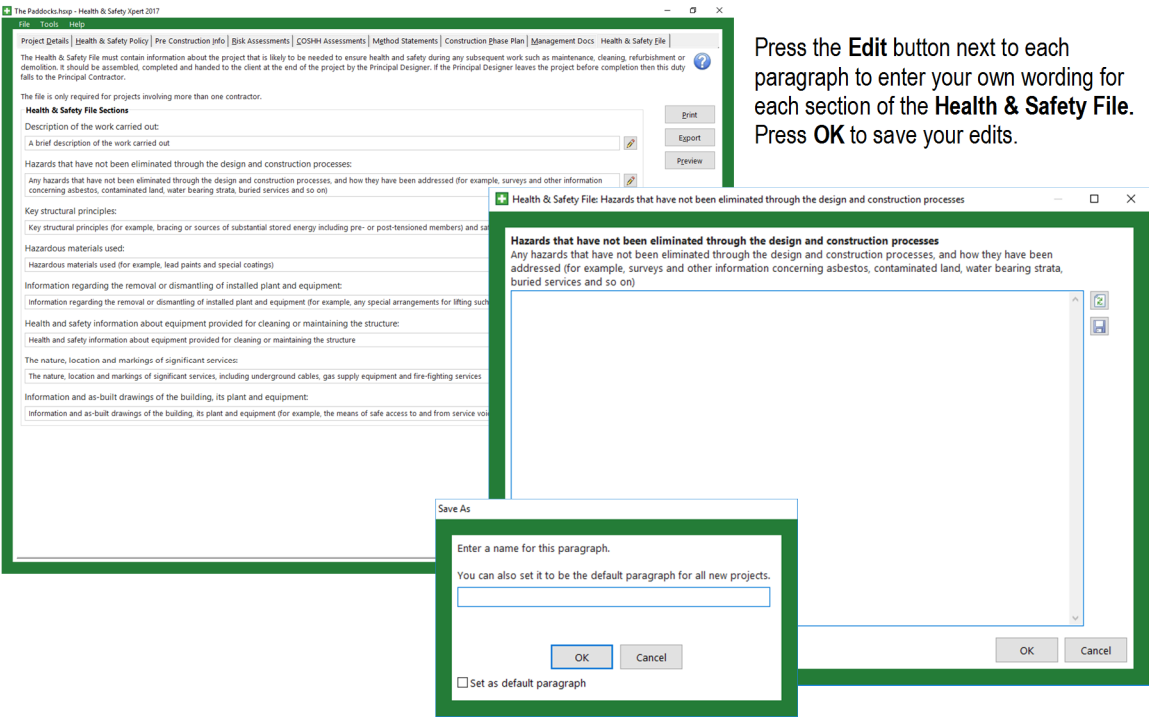 The Paddocks.hsxp - Health & Safety Xpert 2017
File Tools Help
Project Details Health & Safety Policy Pre Construction Info Risk Assessments COSHH Assessments Method Statements Construction Phase Plan Management Docs Health & Safety File
The Health & Safety File must contain information about the project that is likely to be needed to ensure health and safety during any subsequent work such as maintenance, cleaning, refurbishment or
demolition. It should be assembled, completed and handed to the client at the end of the project by the Principal Designer. If the Principal Designer leaves the project before completion then this duty
falls to the Principal Contractor.
The file is only required for projects involving more than one contractor.
Health & Safety File Sections
Description of the work carried out:
A brief description of the work carried out
Hazards that have not been eliminated through the design and construction processes:
Any hazards that have not been eliminated through the design and construction processes, and how they have been addressed (for example, surveys and other information
concerning asbestos, contaminated land, water bearing strata, buried services and so on)
Key structural principles:
Key structural principles (for example, bracing or sources of substantial stored energy including pre- or post-tensioned members) and
Hazardous materials used:
Hazardous materials used (for example, lead paints and special coatings)
Information regarding the removal or dismantling of installed plant and equipment:
Information regarding the removal or dismantling of installed plant and equipment (for example, any special arrangements for lifting such
Health and safety information about equipment provided for cleaning or maintaining the structure:
Health and safety information about equipment provided for cleaning or maintaining the structure
The nature, location and markings of significant services:
The nature, location and markings of significant services, including underground cables, gas supply equipment and fire-fighting services
Information and as-built drawings of the building, its plant and equipment:
Information and as-built drawings of the building, its plant and equipment (for example, the means of safe access to and from service
Print
Export
Preview
Press the Edit button next to each
paragraph to enter your own wording for
each section of the Health & Safety File.
Press OK to save your edits.
Health & Safety File: Hazards that have not been eliminated through the design and construction processes
Hazards that have not been eliminated through the design and construction processes
Any hazards that have not been eliminated through the design and construction processes, and how they have been
addressed (for example, surveys and other information concerning asbestos, contaminated land, water bearing strata,
buried services and so on)
OK Cancel
Save As
Enter a name for this paragraph.
You can also set it to be the default paragraph for all new projects.
OK Cancel
Set as default paragraph